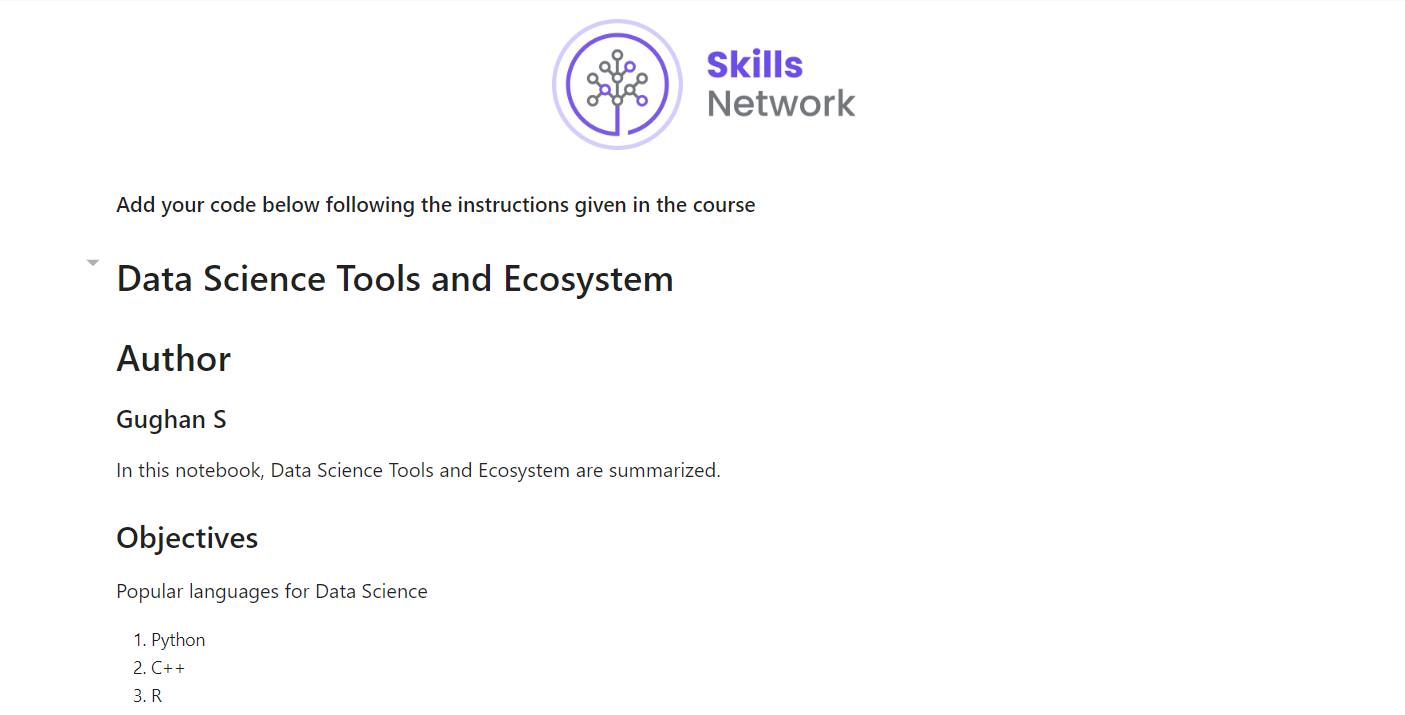 Skills
Network
Add your code below following the instructions given in the course
Data Science Tools and Ecosystem
Author
Gughan S
In this notebook, Data Science Tools and Ecosystem are summarized.
Objectives
Popular languages for Data Science
1. Python
2. C++
3. R